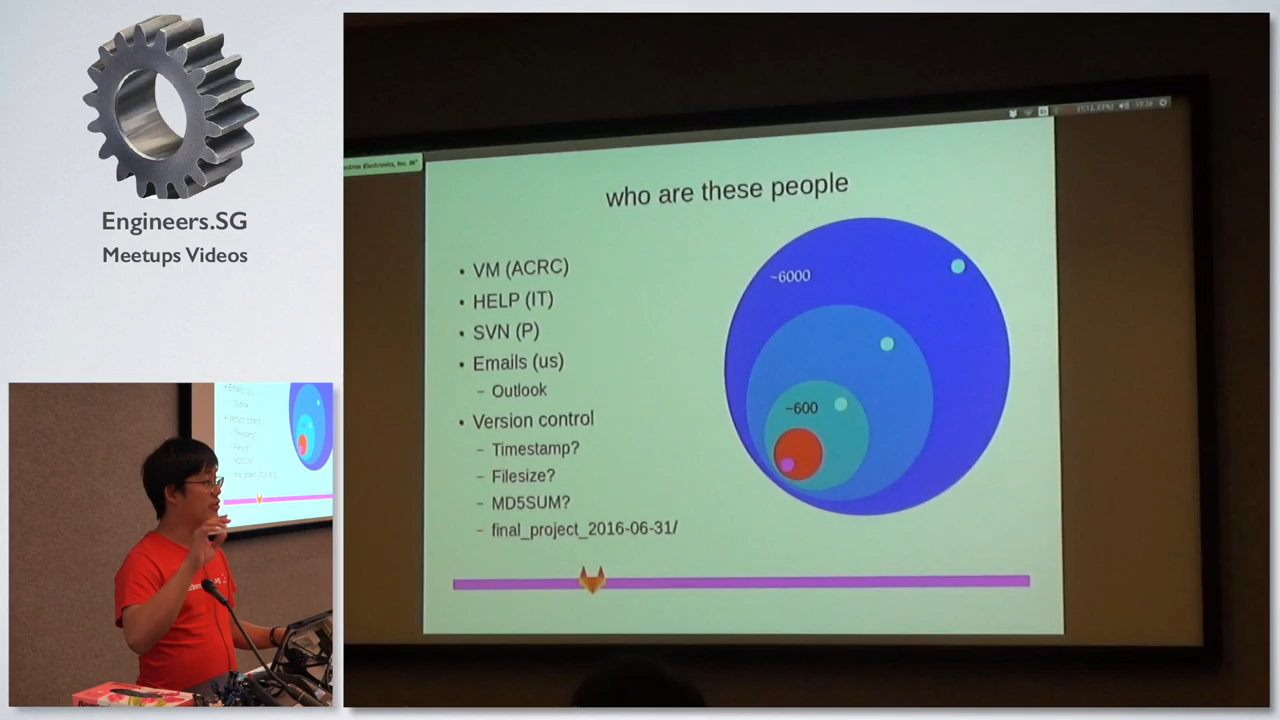 Engineers.SG
Meetups Videos
who are these people
• VM (ACRC)
• HELP (IT)
• SVN (P)
• Emails (us)
– Outlook
• Version control
– Timestamp?
– Filesize?
– MD5SUM?
– final_project_2016-06-31/
~6000
~600